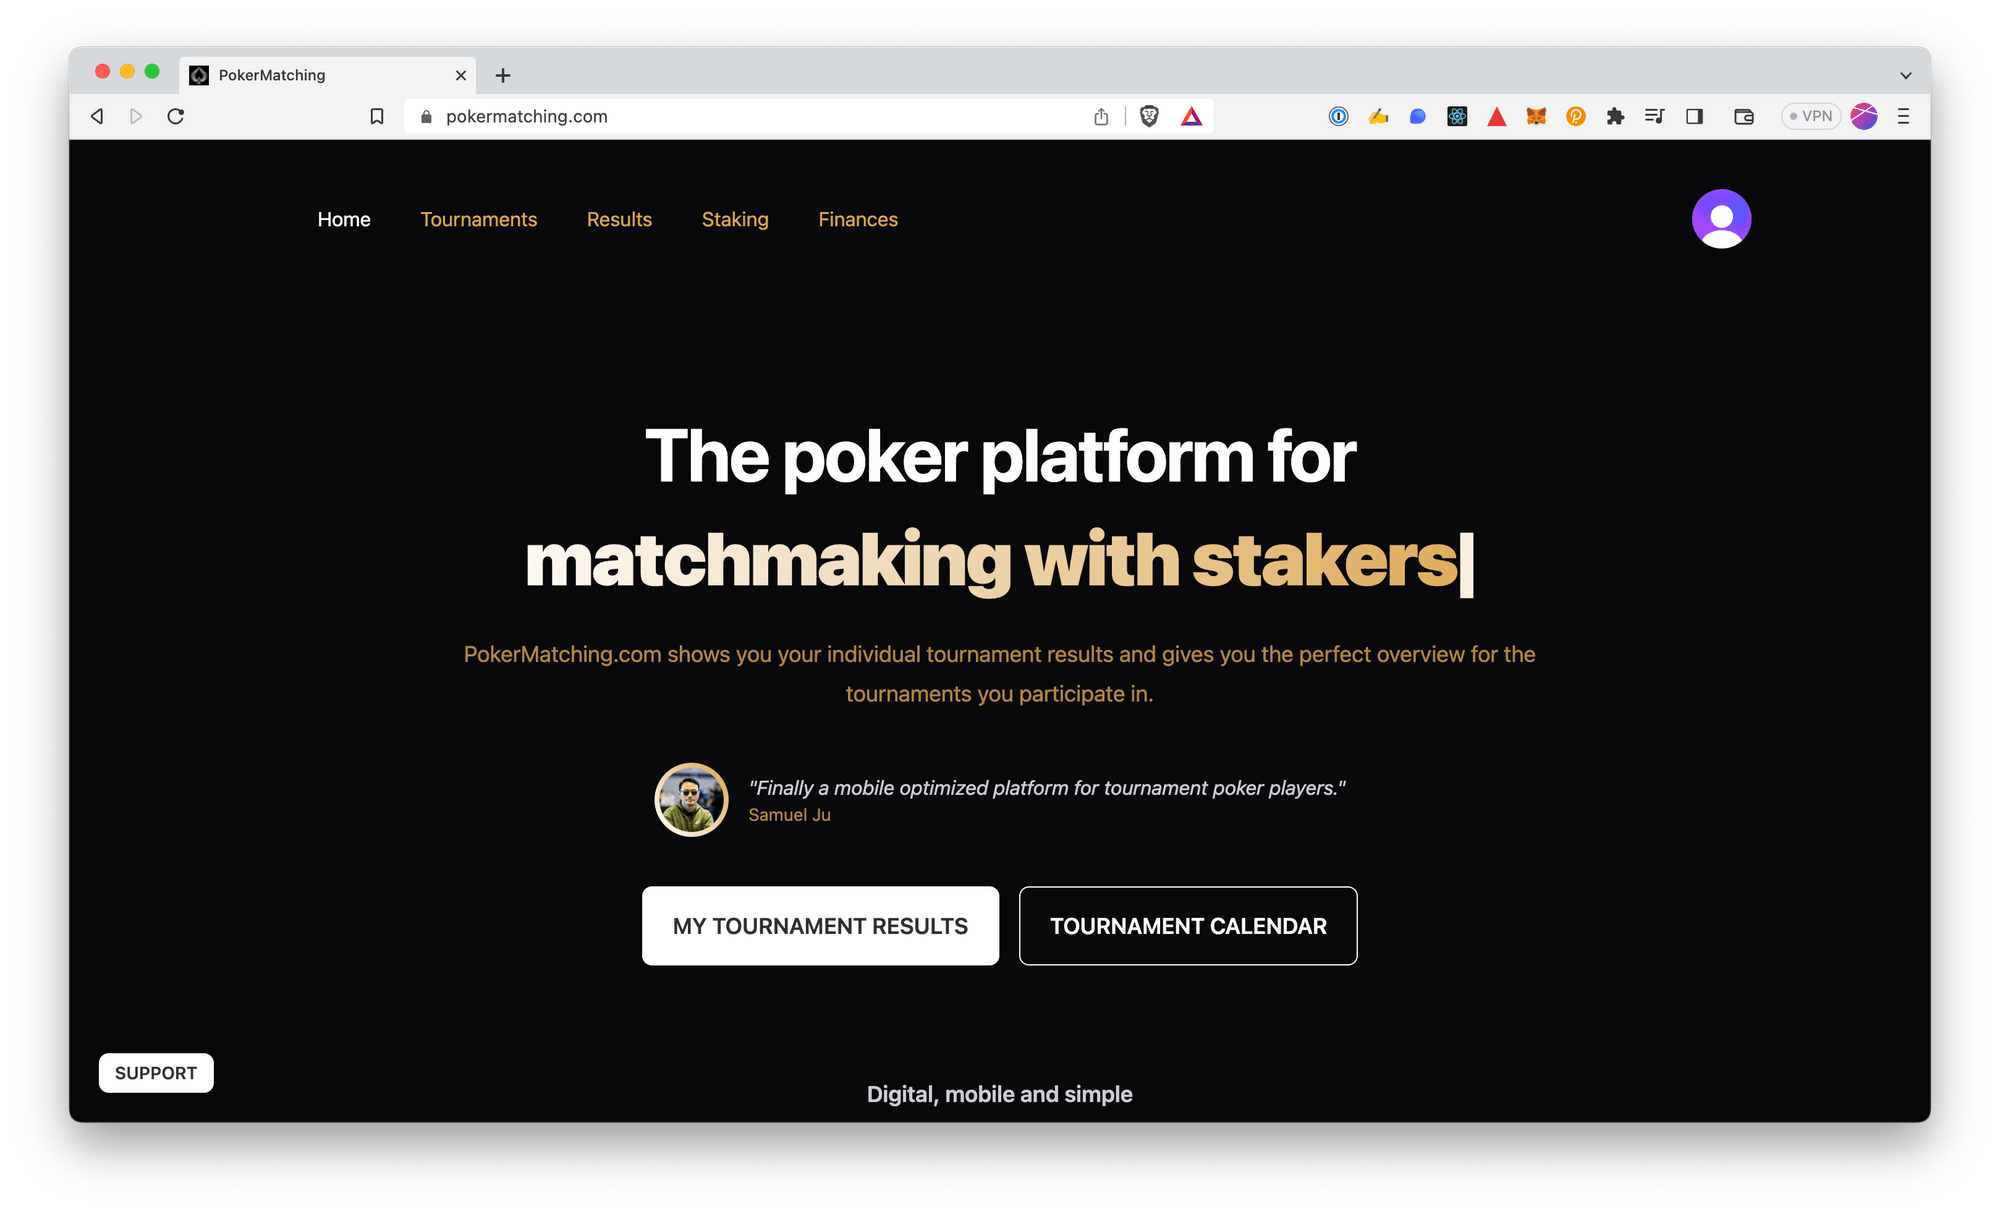 PokerMatching
pokermatching.com
VPN
Home Tournaments Results Staking Finances
The poker platform for
matchmaking with stakers|
PokerMatching.com shows you your individual tournament results and gives you the perfect overview for the
tournaments you participate in.
"Finally a mobile optimized platform for tournament poker players."
Samuel Ju
MY TOURNAMENT RESULTS TOURNAMENT CALENDAR
SUPPORT
Digital, mobile and simple